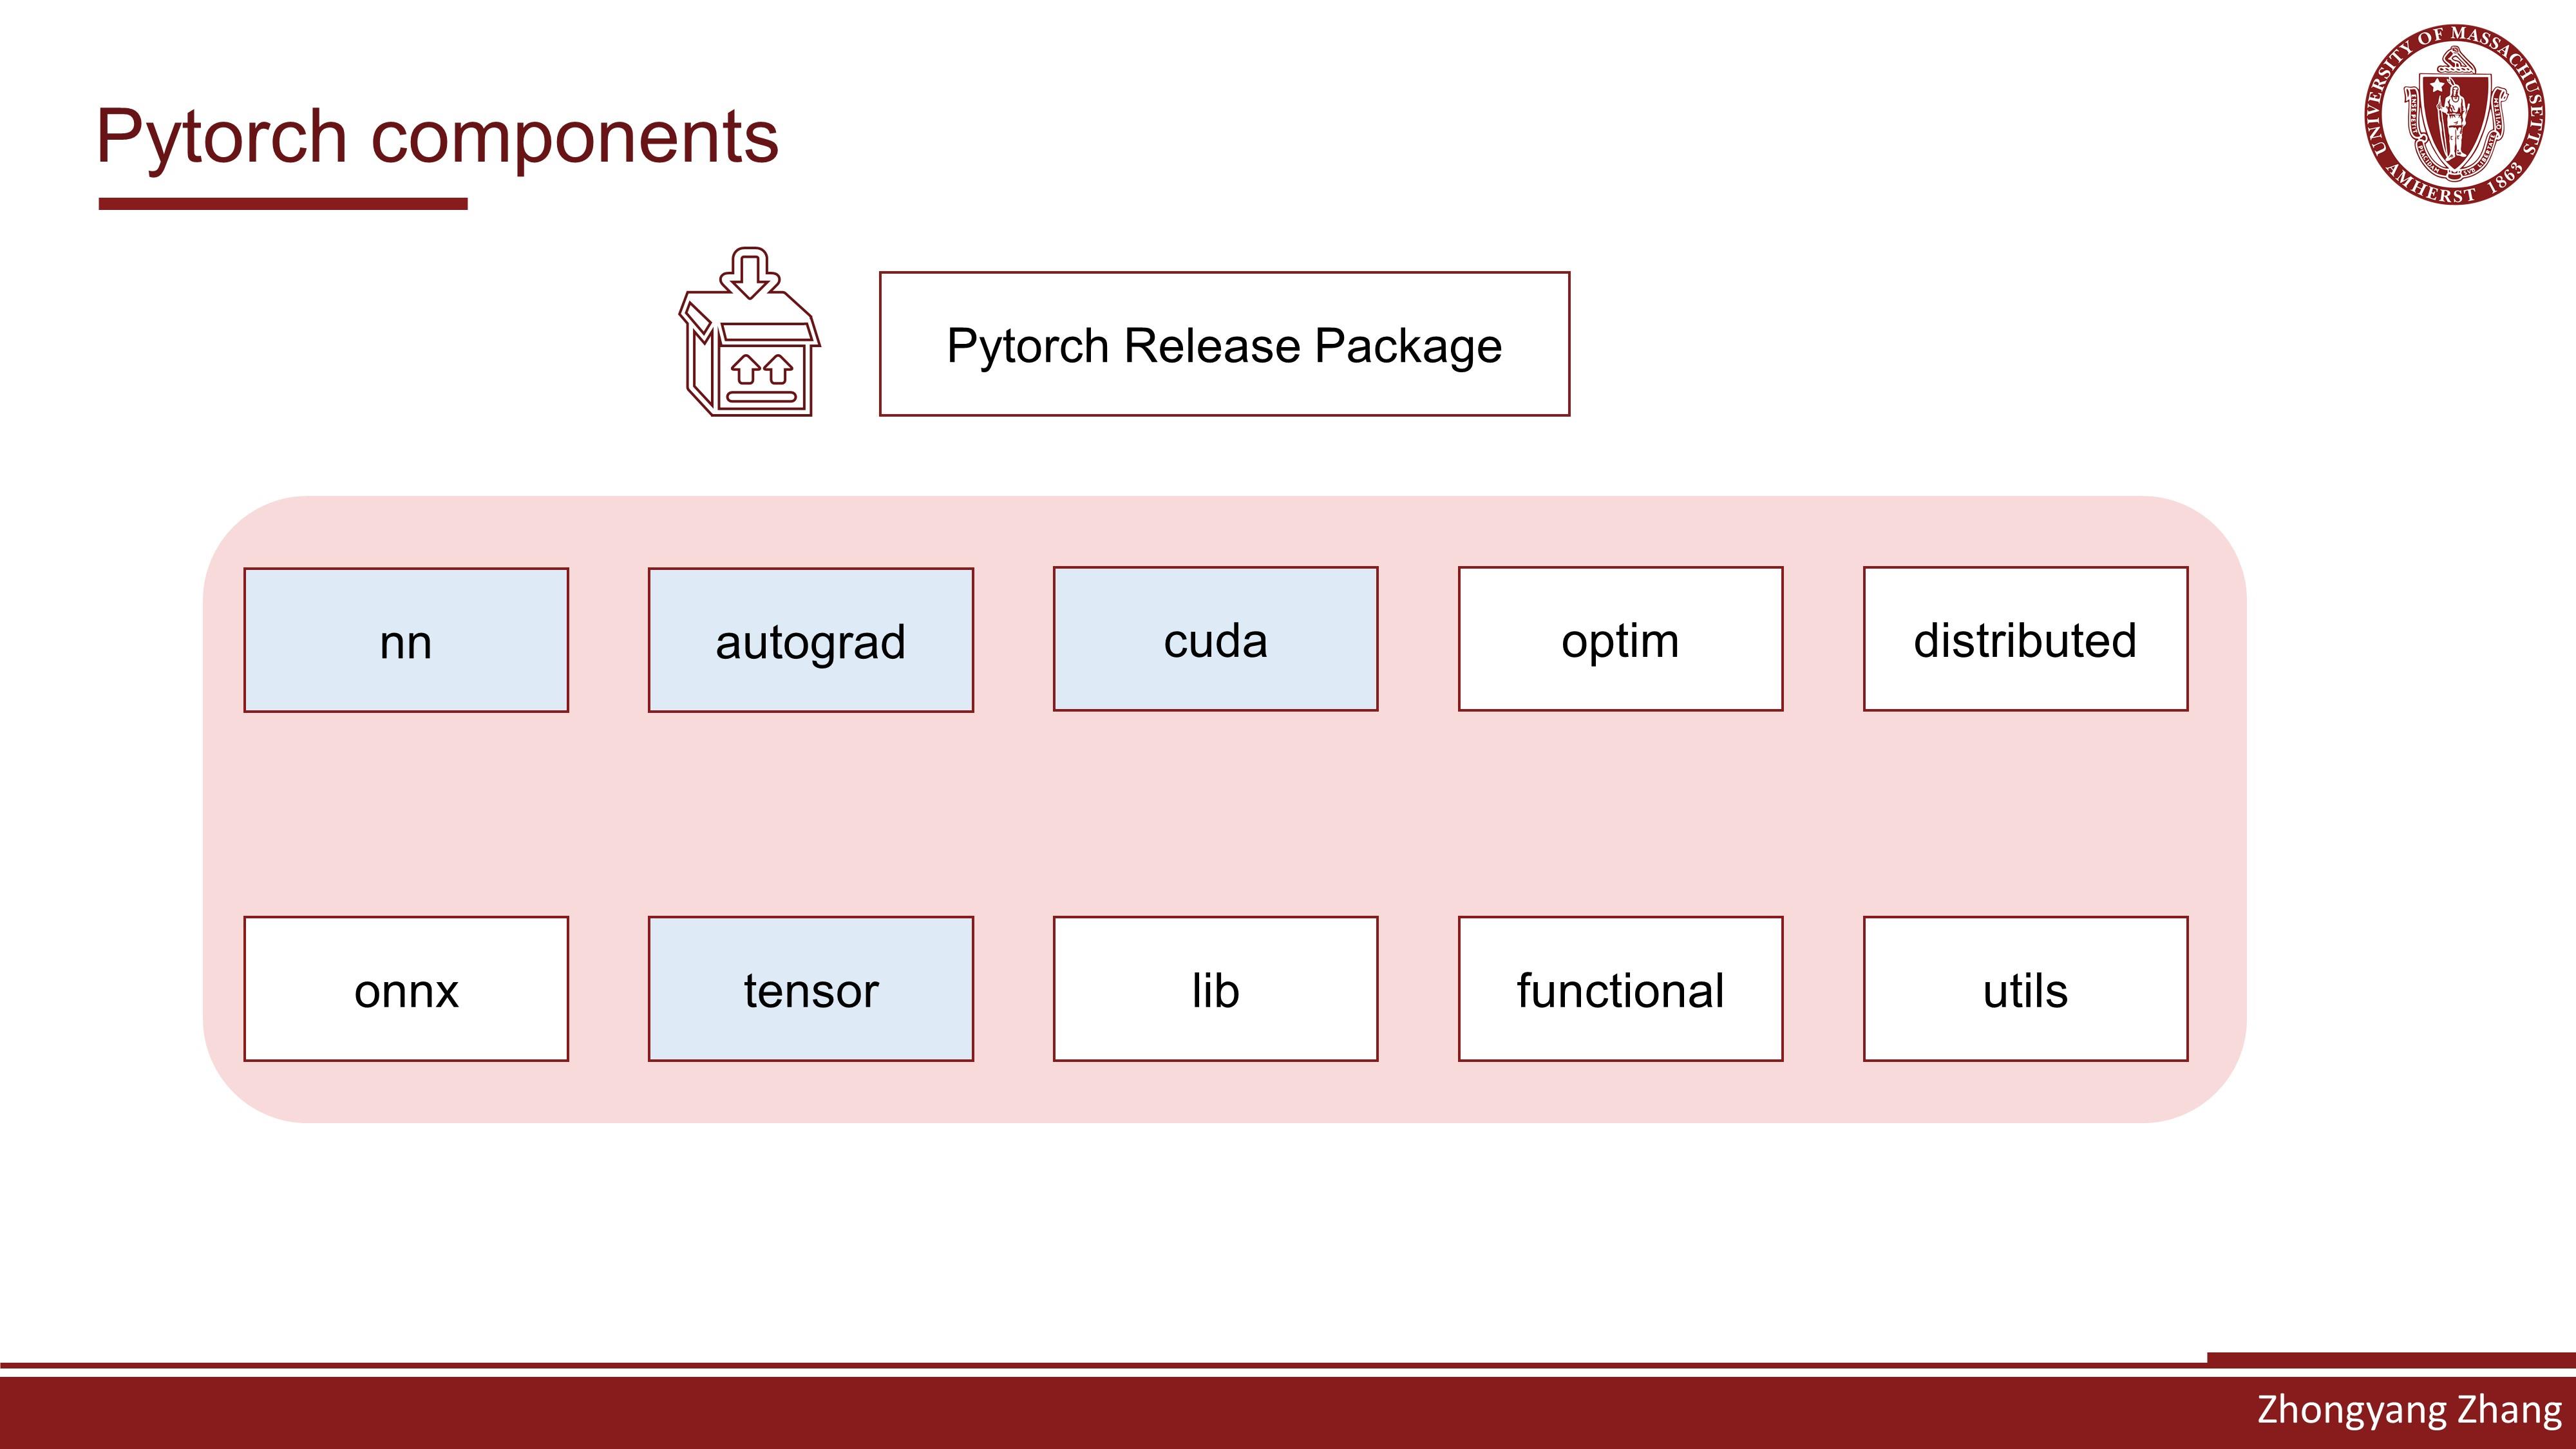 Pytorch components
UNIVERSITY OF MASSACHUSETTS
AMHERST 1863
Pytorch Release Package
nn
autograd
cuda
optim
distributed
onnx
tensor
lib
functional
utils
Zhongyang Zhang